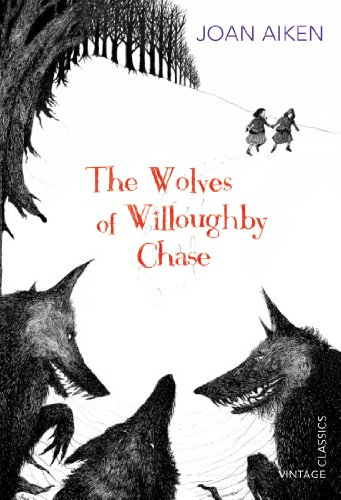 JOAN AIKEN
The Wolves
of Willoughby
Chase
VINTAGE CLASSICS